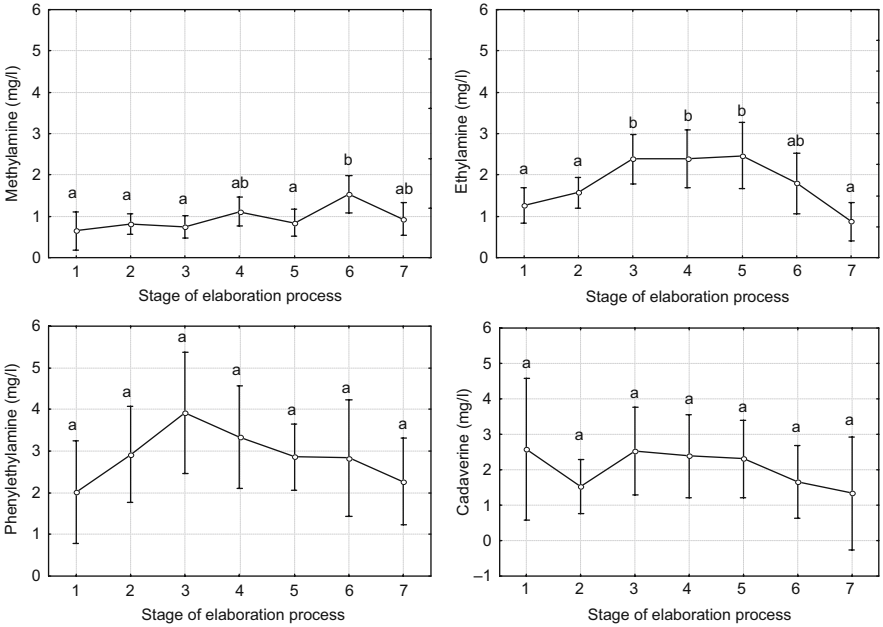 Methylamine (mg/l)
6
5
4
3
2
1
0
a
a
a
ab
a
b
ab
1 2 3 4 5 6 7
Stage of elaboration process
Ethylamine (mg/l)
6
5
4
3
2
1
0
a
a
b
b
b
ab
a
1 2 3 4 5 6 7
Stage of elaboration process
Phenylethylamine (mg/l)
6
5
4
3
2
1
0
a
a
a
a
a
a
a
1 2 3 4 5 6 7
Stage of elaboration process
Cadaverine (mg/l)
6
5
4
3
2
1
0
–1
a
a
a
a
a
a
a
1 2 3 4 5 6 7
Stage of elaboration process